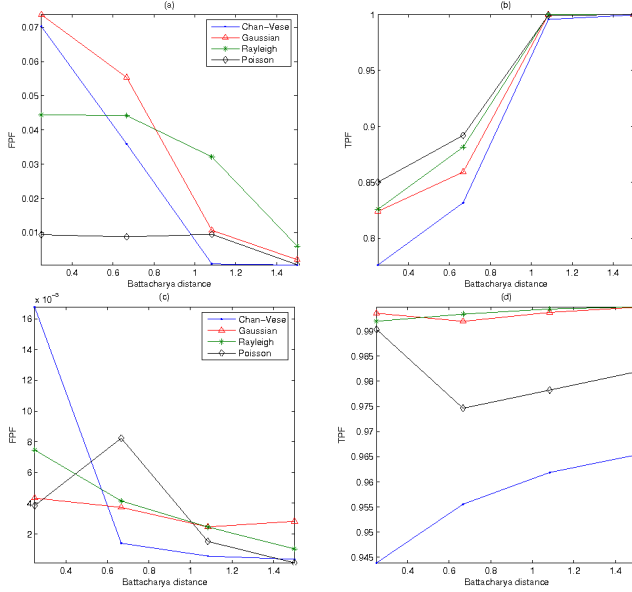 (a)
0.07
0.06
0.05
0.04
0.03
0.02
0.01
FPF
0.4 0.6 0.8 1 1.2 1.4
Battacharya distance
Chan-Vese
Gaussian
Rayleigh
Poisson
(b)
1
0.95
0.9
0.85
0.8
TPF
0.4 0.6 0.8 1 1.2 1.4
Battacharya distance
(c)
x 10⁻³
16
14
12
10
8
6
4
2
FPF
0.4 0.6 0.8 1 1.2 1.4
Battacharya distance
Chan-Vese
Gaussian
Rayleigh
Poisson
(d)
0.99
0.985
0.98
0.975
0.97
0.965
0.96
0.955
0.95
0.945
TPF
0.4 0.6 0.8 1 1.2 1.4
Battacharya distance